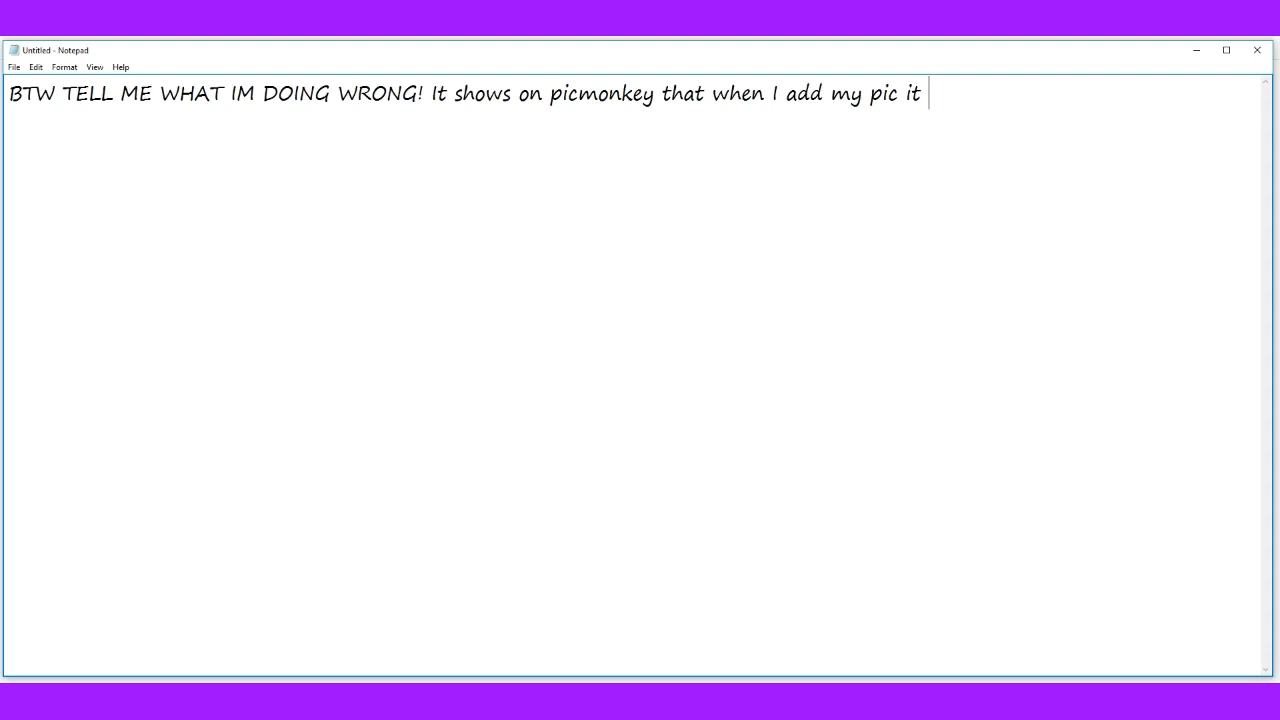 Untitled - Notepad
File Edit Format View Help
BTW TELL ME WHAT IM DOING WRONG! It shows on picmonkey that when I add my pic it